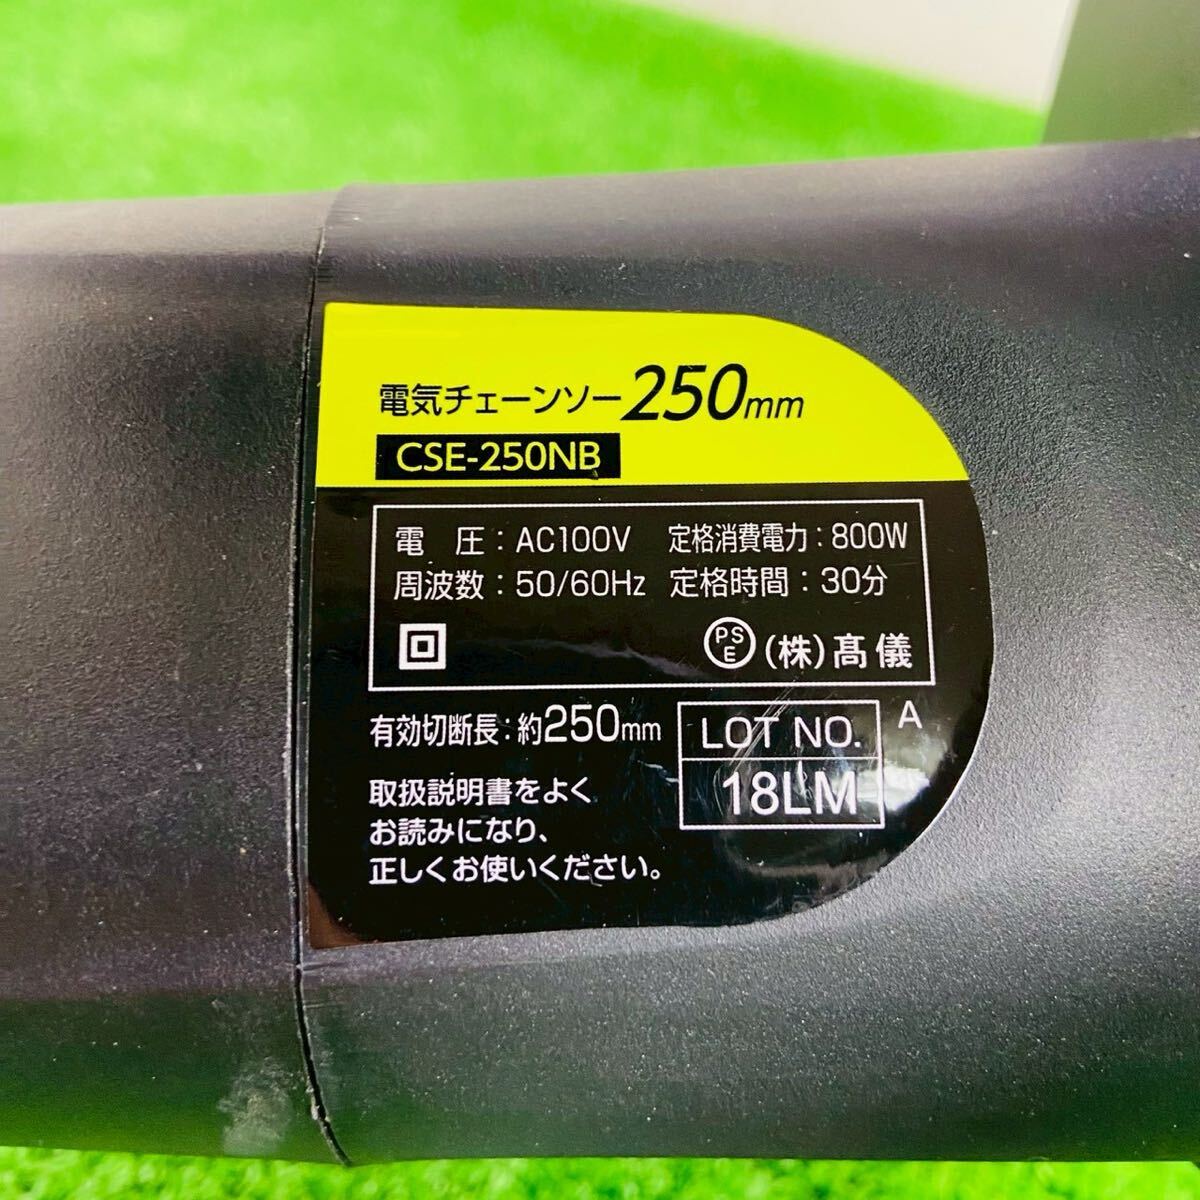 電気チェーンソー250mm
CSE-250NB
電 圧：AC100V 定格消費電力：800W
周波数：50/60Hz 定格時間：30分
PSE (株)髙儀
有効切断長：約250mm
LOT NO. A
18LM
取扱説明書をよく
お読みになり、
正しくお使いください。